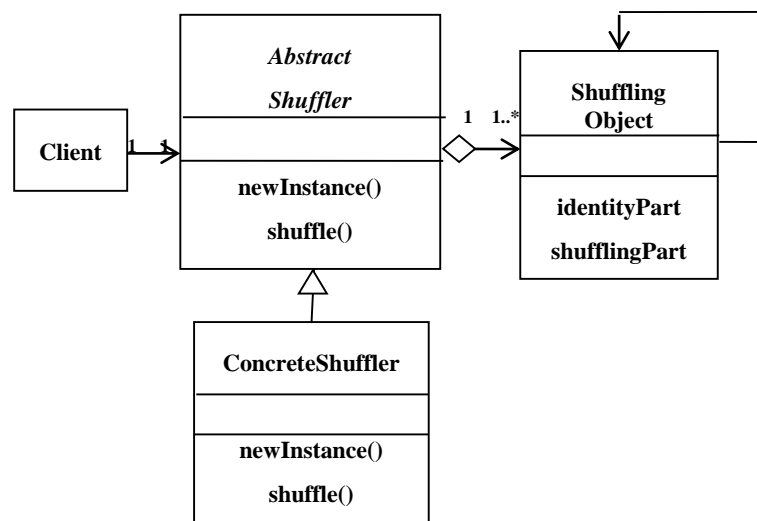 Abstract
Shuffler
Client
1 1
newInstance()
shuffle()
1 1..*
Shuffling
Object
identityPart
shufflingPart
ConcreteShuffler
newInstance()
shuffle()